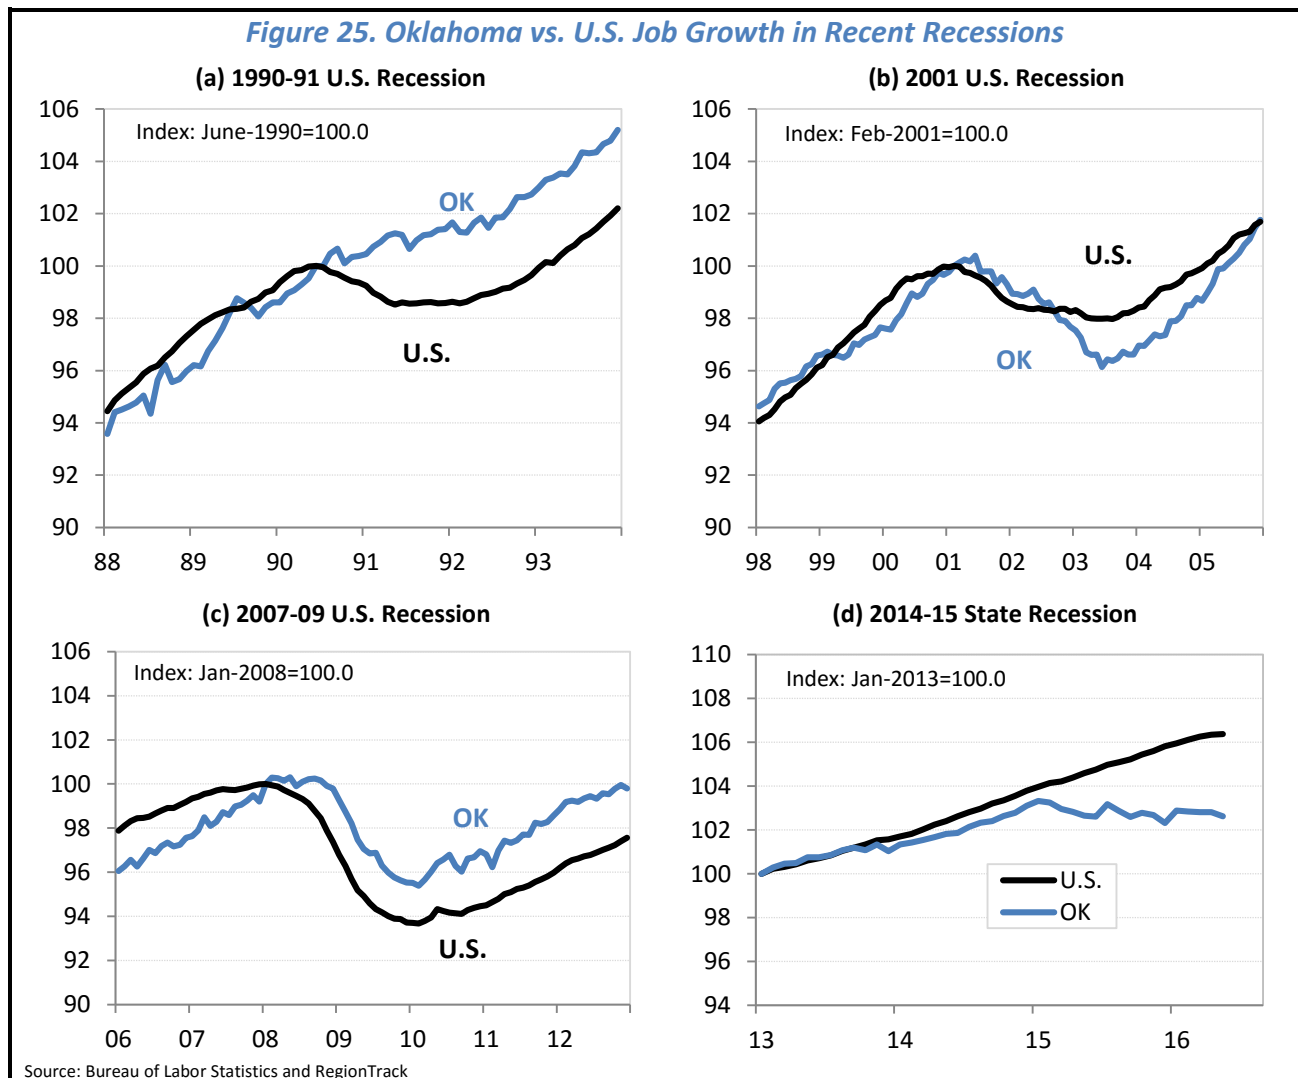 Figure 25. Oklahoma vs. U.S. Job Growth in Recent Recessions
(a) 1990-91 U.S. Recession
106
104
102
100
98
96
94
92
90
Index: June-1990=100.0
OK
U.S.
88 89 90 91 92 93
(b) 2001 U.S. Recession
106
104
102
100
98
96
94
92
90
Index: Feb-2001=100.0
U.S.
OK
98 99 00 01 02 03 04 05
(c) 2007-09 U.S. Recession
106
104
102
100
98
96
94
92
90
Index: Jan-2008=100.0
OK
U.S.
06 07 08 09 10 11 12
(d) 2014-15 State Recession
110
108
106
104
102
100
98
96
94
Index: Jan-2013=100.0
U.S.
OK
13 14 15 16
Source: Bureau of Labor Statistics and RegionTrack